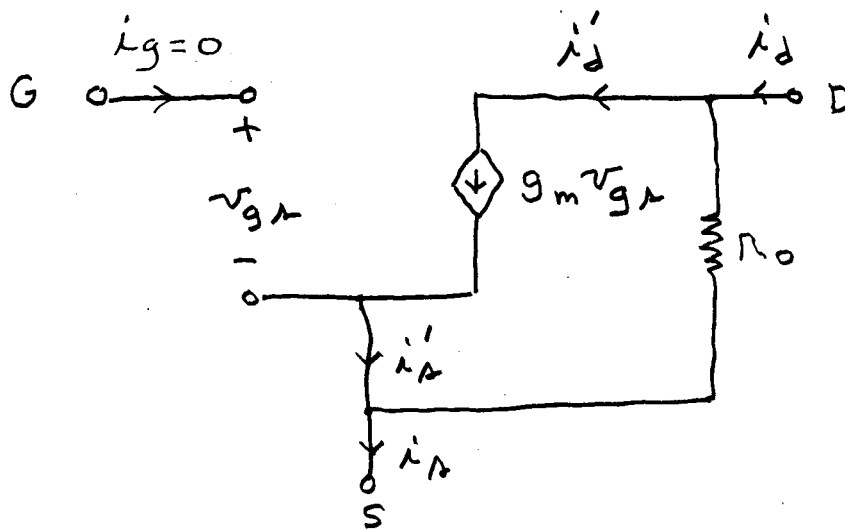 i_g = 0
i_d'
i_d
G
D
+
v_gs
-
g_m v_gs
r_o
i_s'
i_s
S